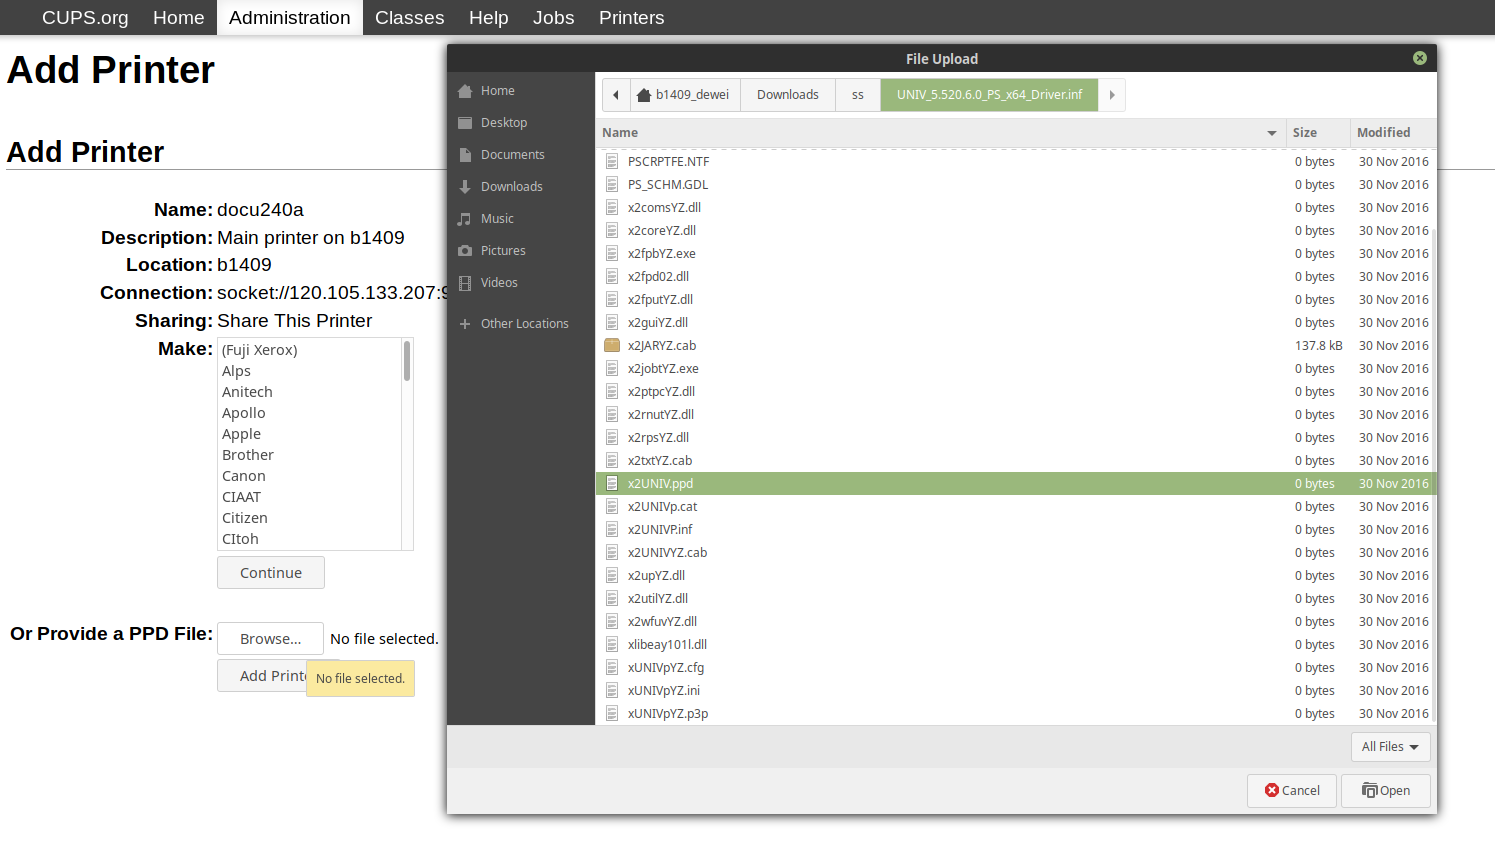 CUPS.org Home Administration Classes Help Jobs Printers
Add Printer
Add Printer
Name: docu240a
Description: Main printer on b1409
Location: b1409
Connection: socket://120.105.133.207:9
Sharing: Share This Printer
Make:
(Fuji Xerox)
Alps
Anitech
Apollo
Apple
Brother
Canon
CIAAT
Citizen
CItoh
Continue
Or Provide a PPD File: Browse... No file selected.
Add Printe
No file selected.
File Upload
Home
Desktop
Documents
Downloads
Music
Pictures
Videos
Other Locations
b1409_dewei Downloads ss UNIV_5.520.6.0_PS_x64_Driver.inf
Name Size Modified
PSCRPTFE.NTF 0 bytes 30 Nov 2016
PS_SCHM.GDL 0 bytes 30 Nov 2016
x2comsYZ.dll 0 bytes 30 Nov 2016
x2coreYZ.dll 0 bytes 30 Nov 2016
x2fpbYZ.exe 0 bytes 30 Nov 2016
x2fpd02.dll 0 bytes 30 Nov 2016
x2fputYZ.dll 0 bytes 30 Nov 2016
x2guiYZ.dll 0 bytes 30 Nov 2016
x2JARYZ.cab 137.8 kB 30 Nov 2016
x2jobtYZ.exe 0 bytes 30 Nov 2016
x2ptpcYZ.dll 0 bytes 30 Nov 2016
x2rnutYZ.dll 0 bytes 30 Nov 2016
x2rpsYZ.dll 0 bytes 30 Nov 2016
x2txtYZ.cab 0 bytes 30 Nov 2016
x2UNIV.ppd 0 bytes 30 Nov 2016
x2UNIVp.cat 0 bytes 30 Nov 2016
x2UNIVP.inf 0 bytes 30 Nov 2016
x2UNIVYZ.cab 0 bytes 30 Nov 2016
x2upYZ.dll 0 bytes 30 Nov 2016
x2utilYZ.dll 0 bytes 30 Nov 2016
x2wfuvYZ.dll 0 bytes 30 Nov 2016
xlibeay101l.dll 0 bytes 30 Nov 2016
xUNIVpYZ.cfg 0 bytes 30 Nov 2016
xUNIVpYZ.ini 0 bytes 30 Nov 2016
xUNIVpYZ.p3p 0 bytes 30 Nov 2016
All Files
Cancel Open